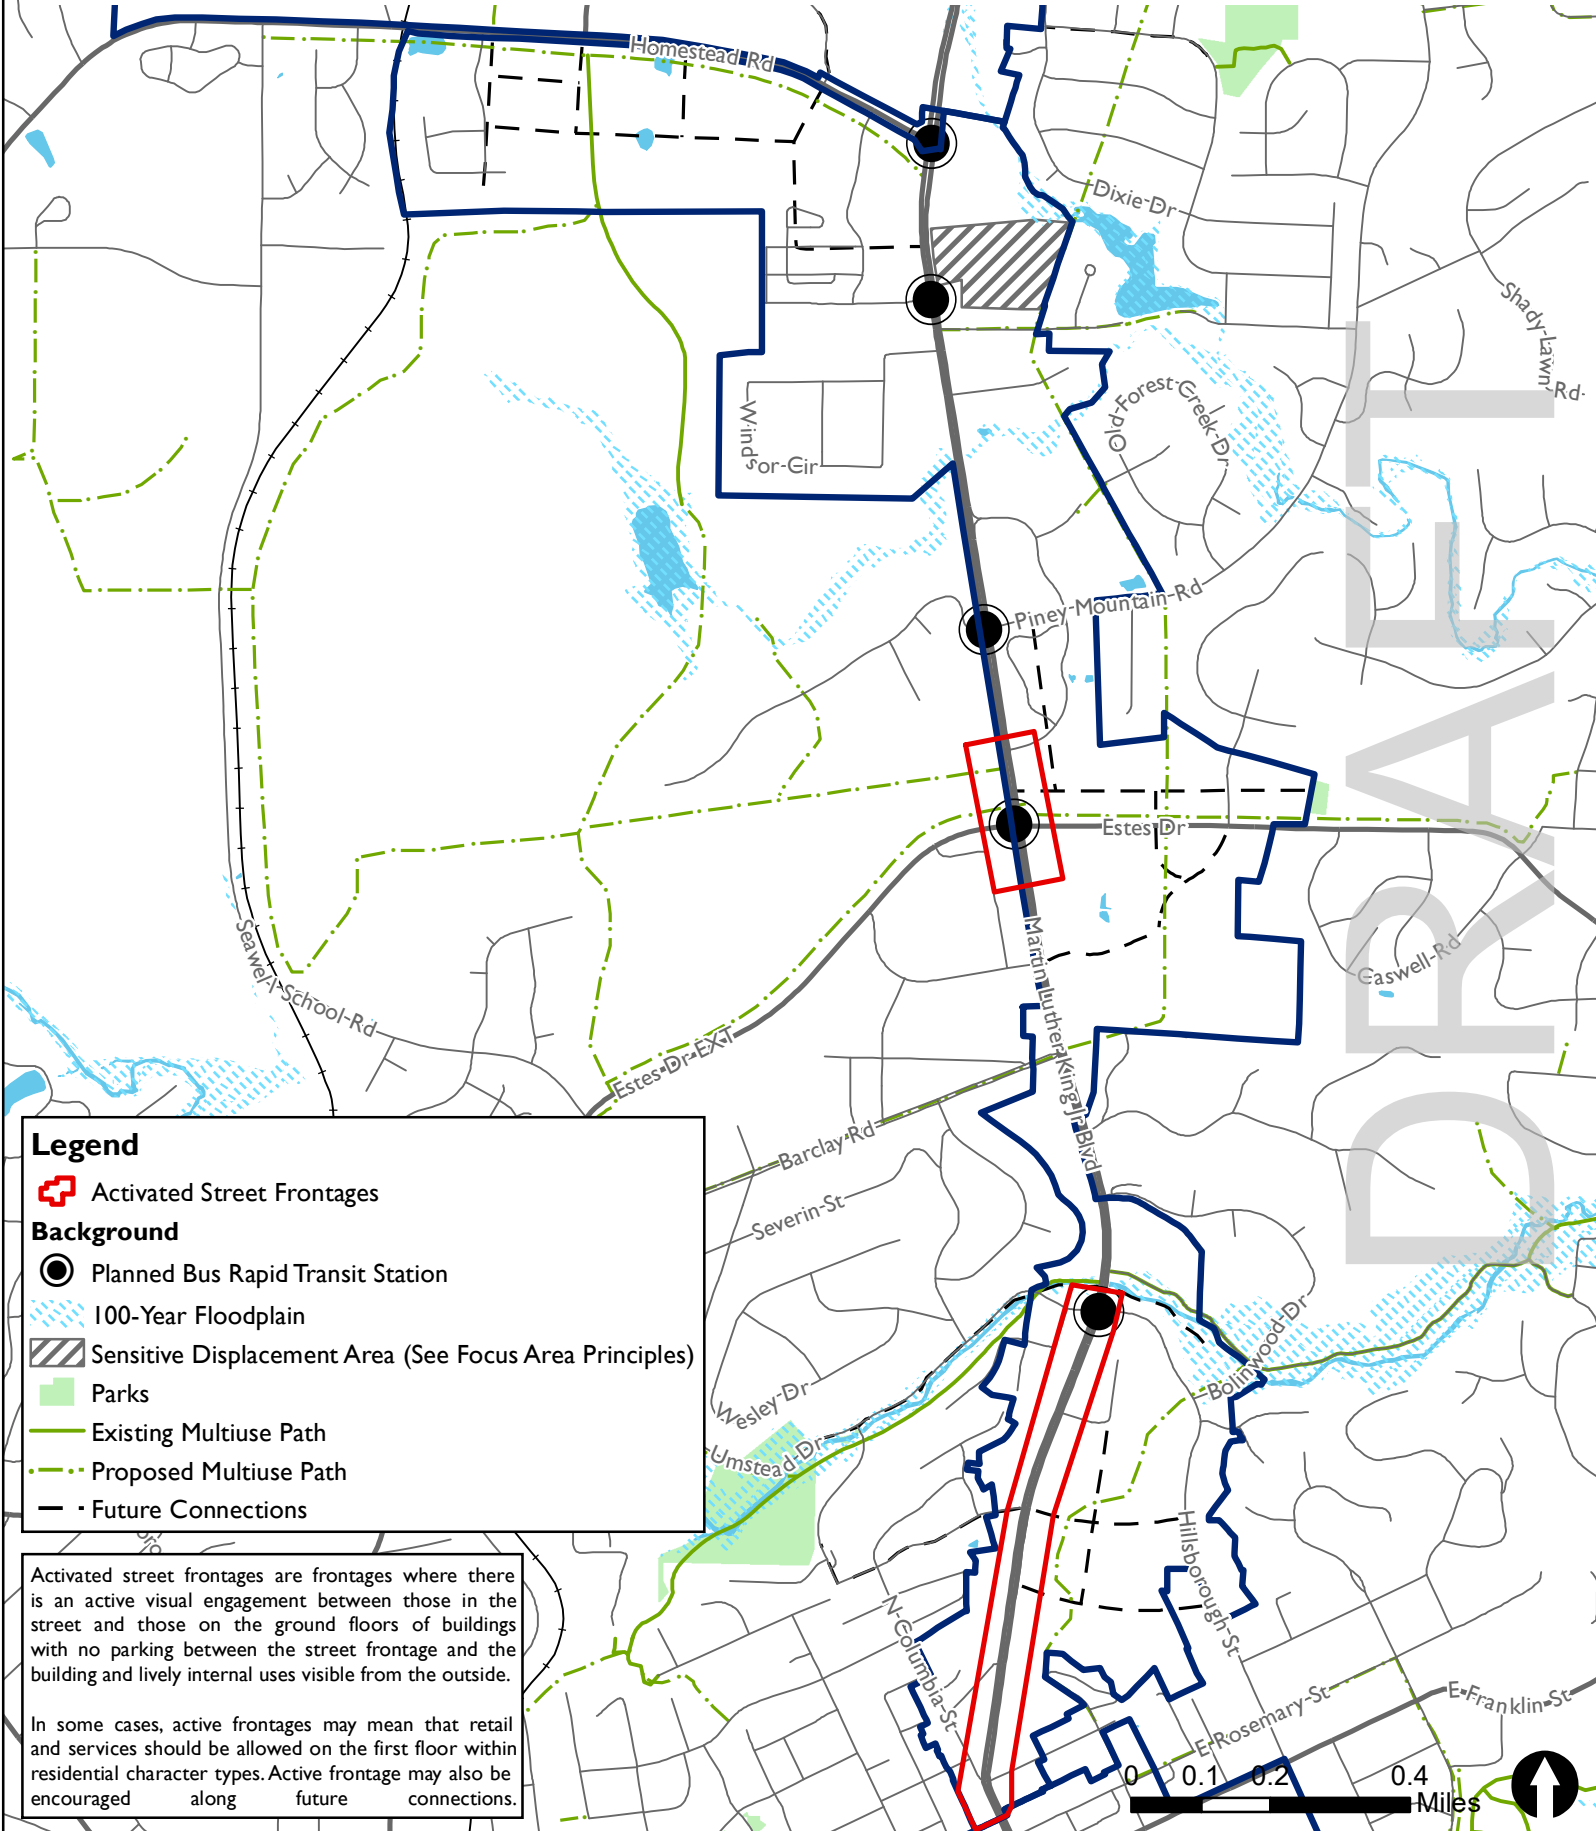 Homestead Rd
Dixie-Dr
Shady-Lawn-Rd
Old-Forest-Creek-Dr
Windsor-Cir
Piney-Mountain-Rd
Estes-Dr
Martin Luther King Jr Blvd
Caswell-Rd
Seawell-School-Rd
Estes-Dr-EXT
Barclay-Rd
Severin-St
Wesley-Dr
Umstead-Dr
Bolinwood-Dr
Hillsborough-St
N-Columbia-St
E-Rosemary-St
E-Franklin-St
DRAFT
Legend
Activated Street Frontages
Background
Planned Bus Rapid Transit Station
100-Year Floodplain
Sensitive Displacement Area (See Focus Area Principles)
Parks
Existing Multiuse Path
Proposed Multiuse Path
Future Connections
Activated street frontages are frontages where there
is an active visual engagement between those in the
street and those on the ground floors of buildings
with no parking between the street frontage and the
building and lively internal uses visible from the outside.
In some cases, active frontages may mean that retail
and services should be allowed on the first floor within
residential character types. Active frontage may also be
encouraged along future connections.
0 0.1 0.2 0.4
Miles